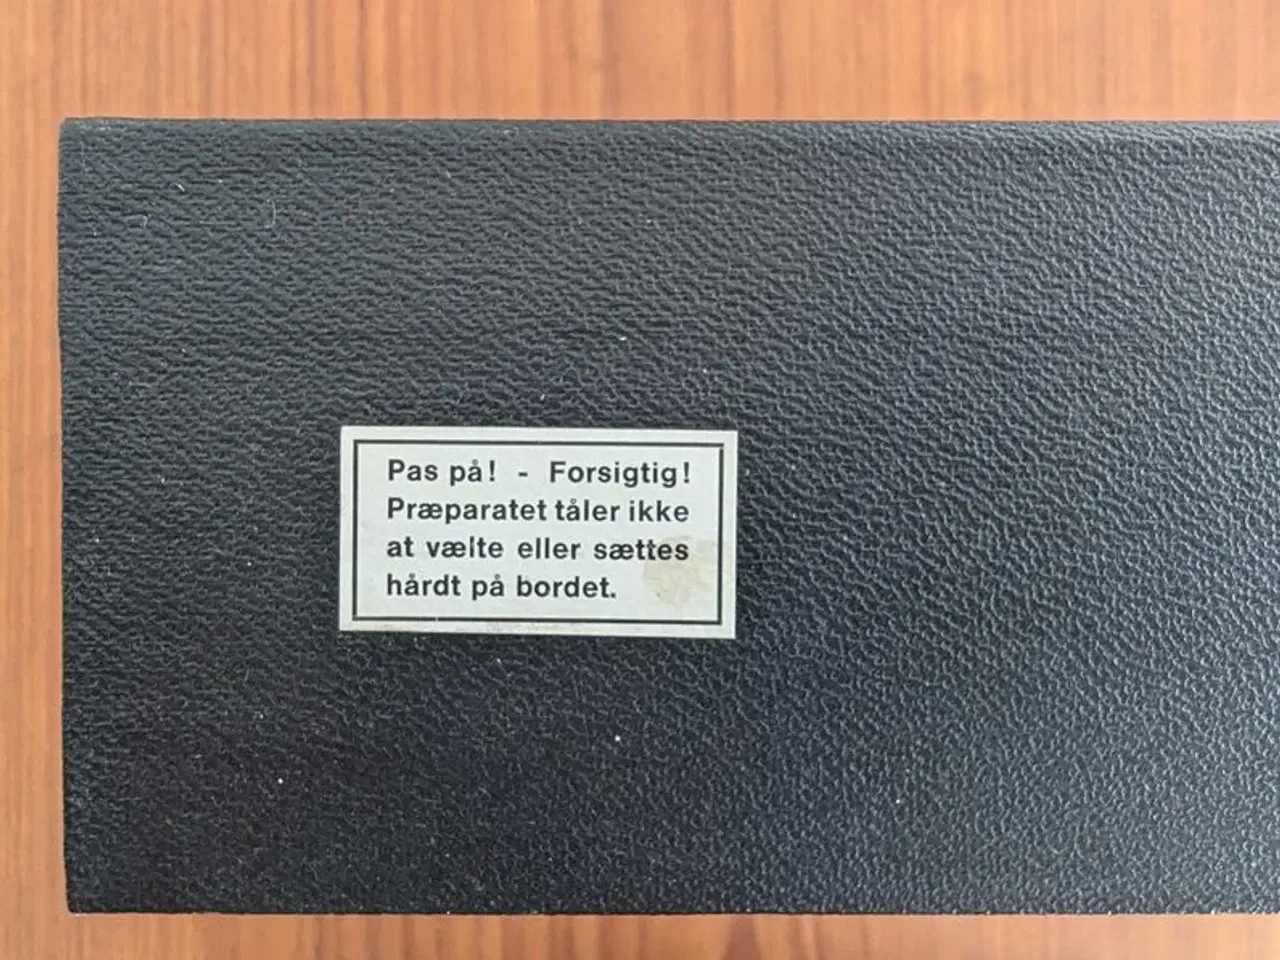 Pas på! - Forsigtig!
Præparatet tåler ikke
at vælte eller sættes
hårdt på bordet.